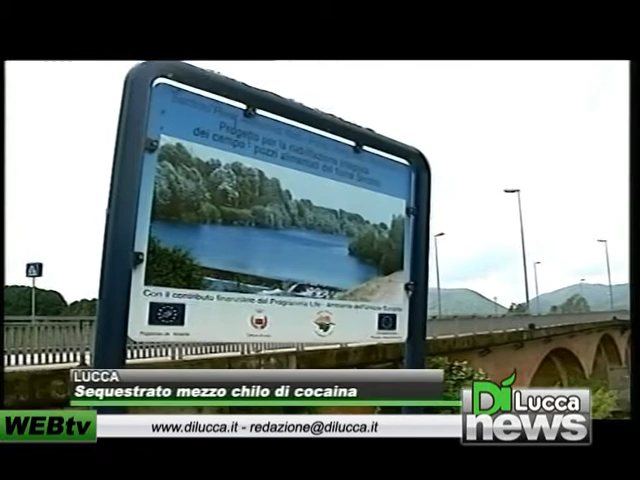 Progetto per la riabilitazione integrata
dei campo - pozzi alimentati dal fiume Serchio
Con il contributo finanziario del Programma Life - Ambiente dell'Unione Europea
LUCCA
Sequestrato mezzo chilo di cocaina
WEBtv
www.dilucca.it - redazione@dilucca.it
Di Lucca
news